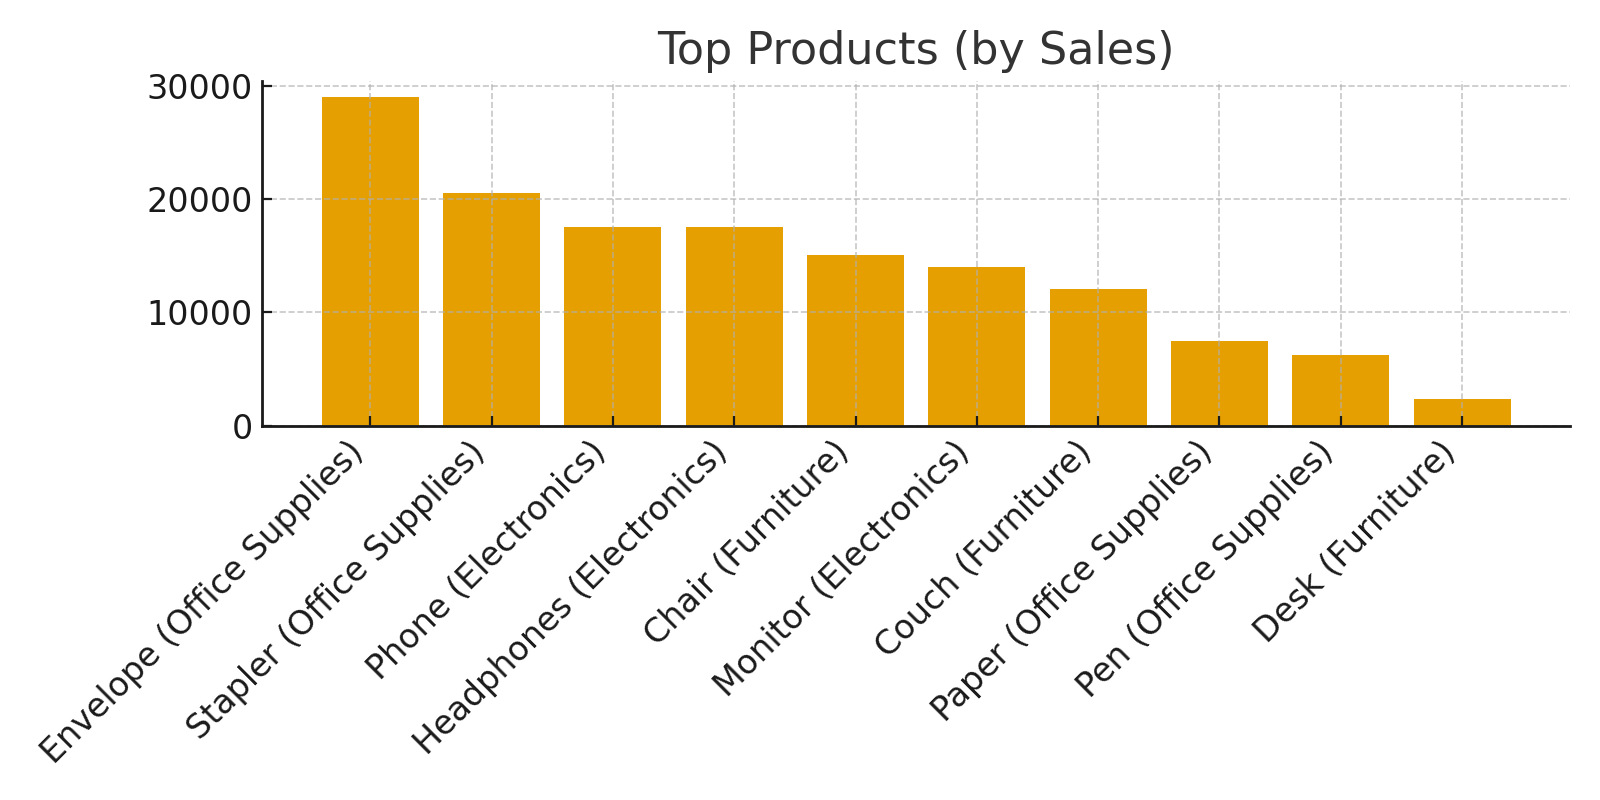 Top Products (by Sales)
30000
20000
10000
0
Envelope (Office Supplies)
Stapler (Office Supplies)
Phone (Electronics)
Headphones (Electronics)
Chair (Furniture)
Monitor (Electronics)
Couch (Furniture)
Paper (Office Supplies)
Pen (Office Supplies)
Desk (Furniture)